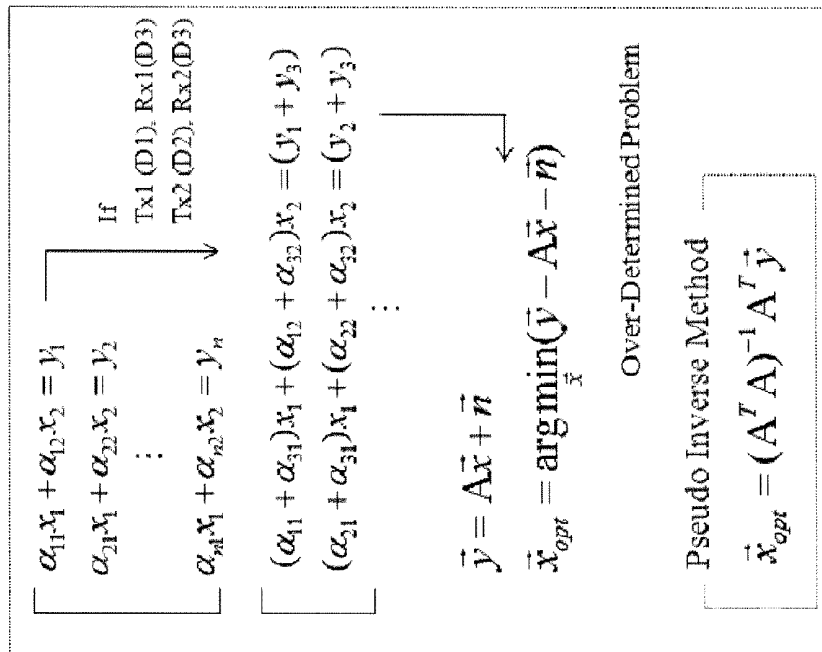 α₁₁x₁ + α₁₂x₂ = y₁
α₂₁x₁ + α₂₂x₂ = y₂
⋮
αₙ₁x₁ + αₙ₂x₂ = yₙ
If
Tx1 (D1), Rx1(D3)
Tx2 (D2), Rx2(D3)
(α₁₁ + α₃₁)x₁ + (α₁₂ + α₃₂)x₂ = (y₁ + y₃)
(α₂₁ + α₃₁)x₁ + (α₂₂ + α₃₂)x₂ = (y₂ + y₃)
⋮
y⃗ = Ax⃗ + n⃗
x⃗ₒₚₜ = arg min(y⃗ − Ax⃗ − n⃗)
x⃗
Over-Determined Problem
Pseudo Inverse Method
x⃗ₒₚₜ = (AᵀA)⁻¹Aᵀy⃗